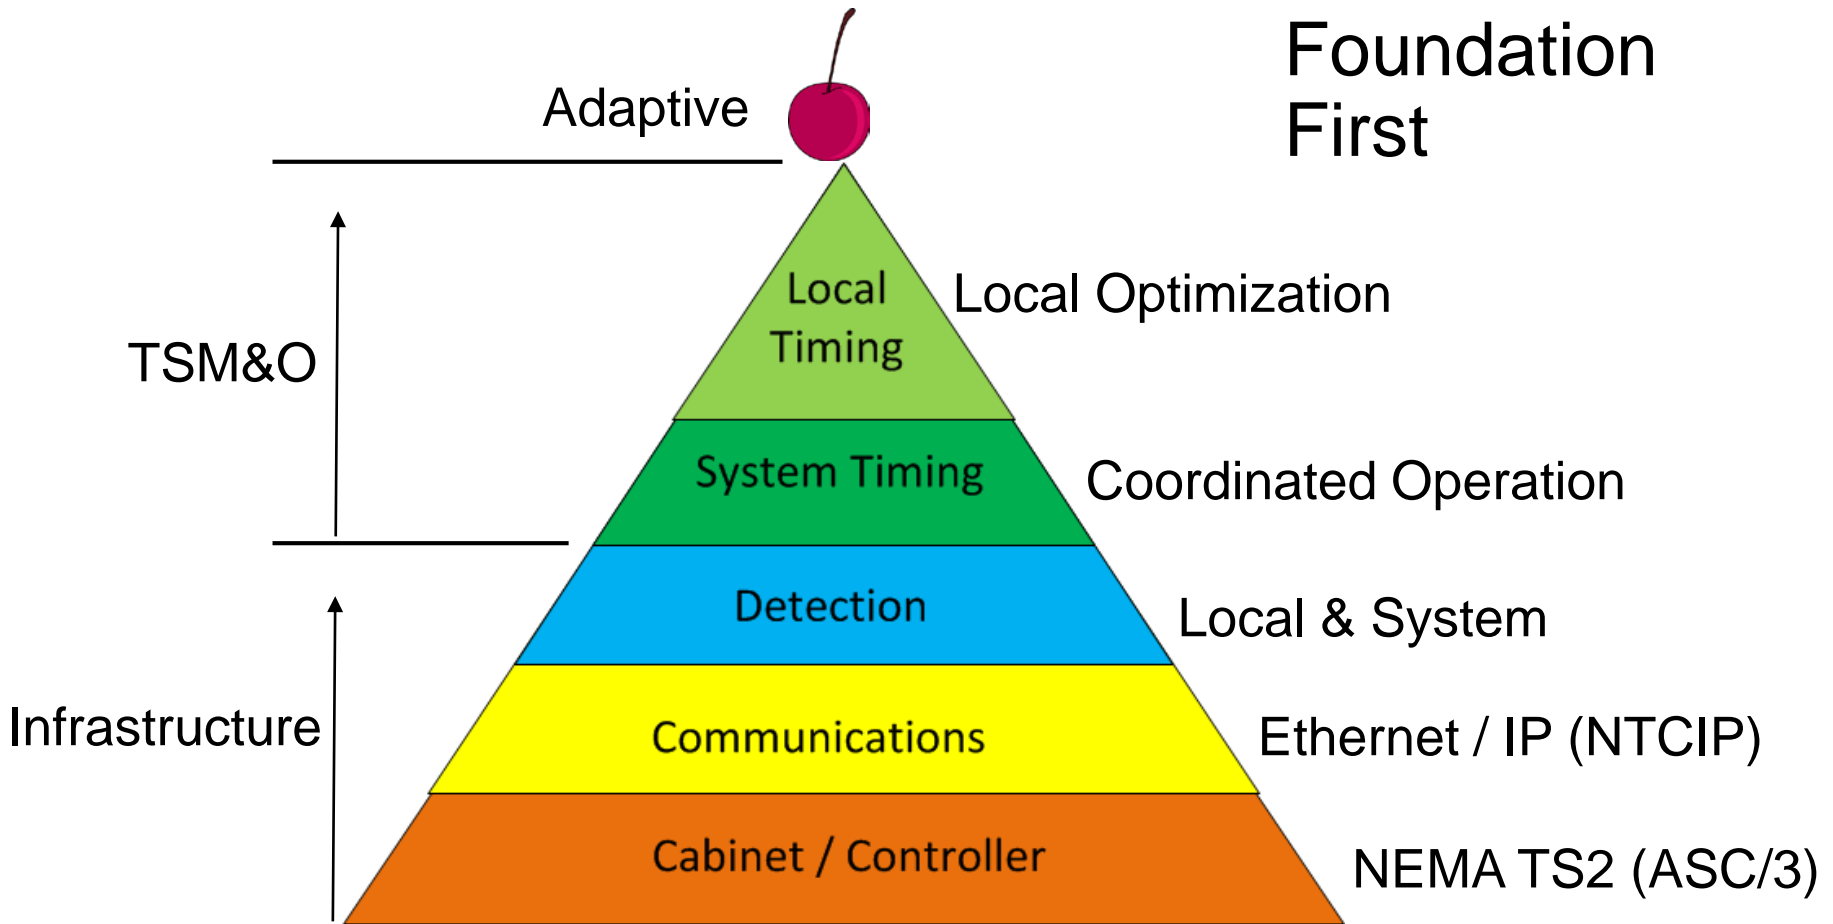 Foundation
First
Adaptive
TSM&O
Local
Timing
Local Optimization
System Timing
Coordinated Operation
Detection
Local & System
Infrastructure
Communications
Ethernet / IP (NTCIP)
Cabinet / Controller
NEMA TS2 (ASC/3)